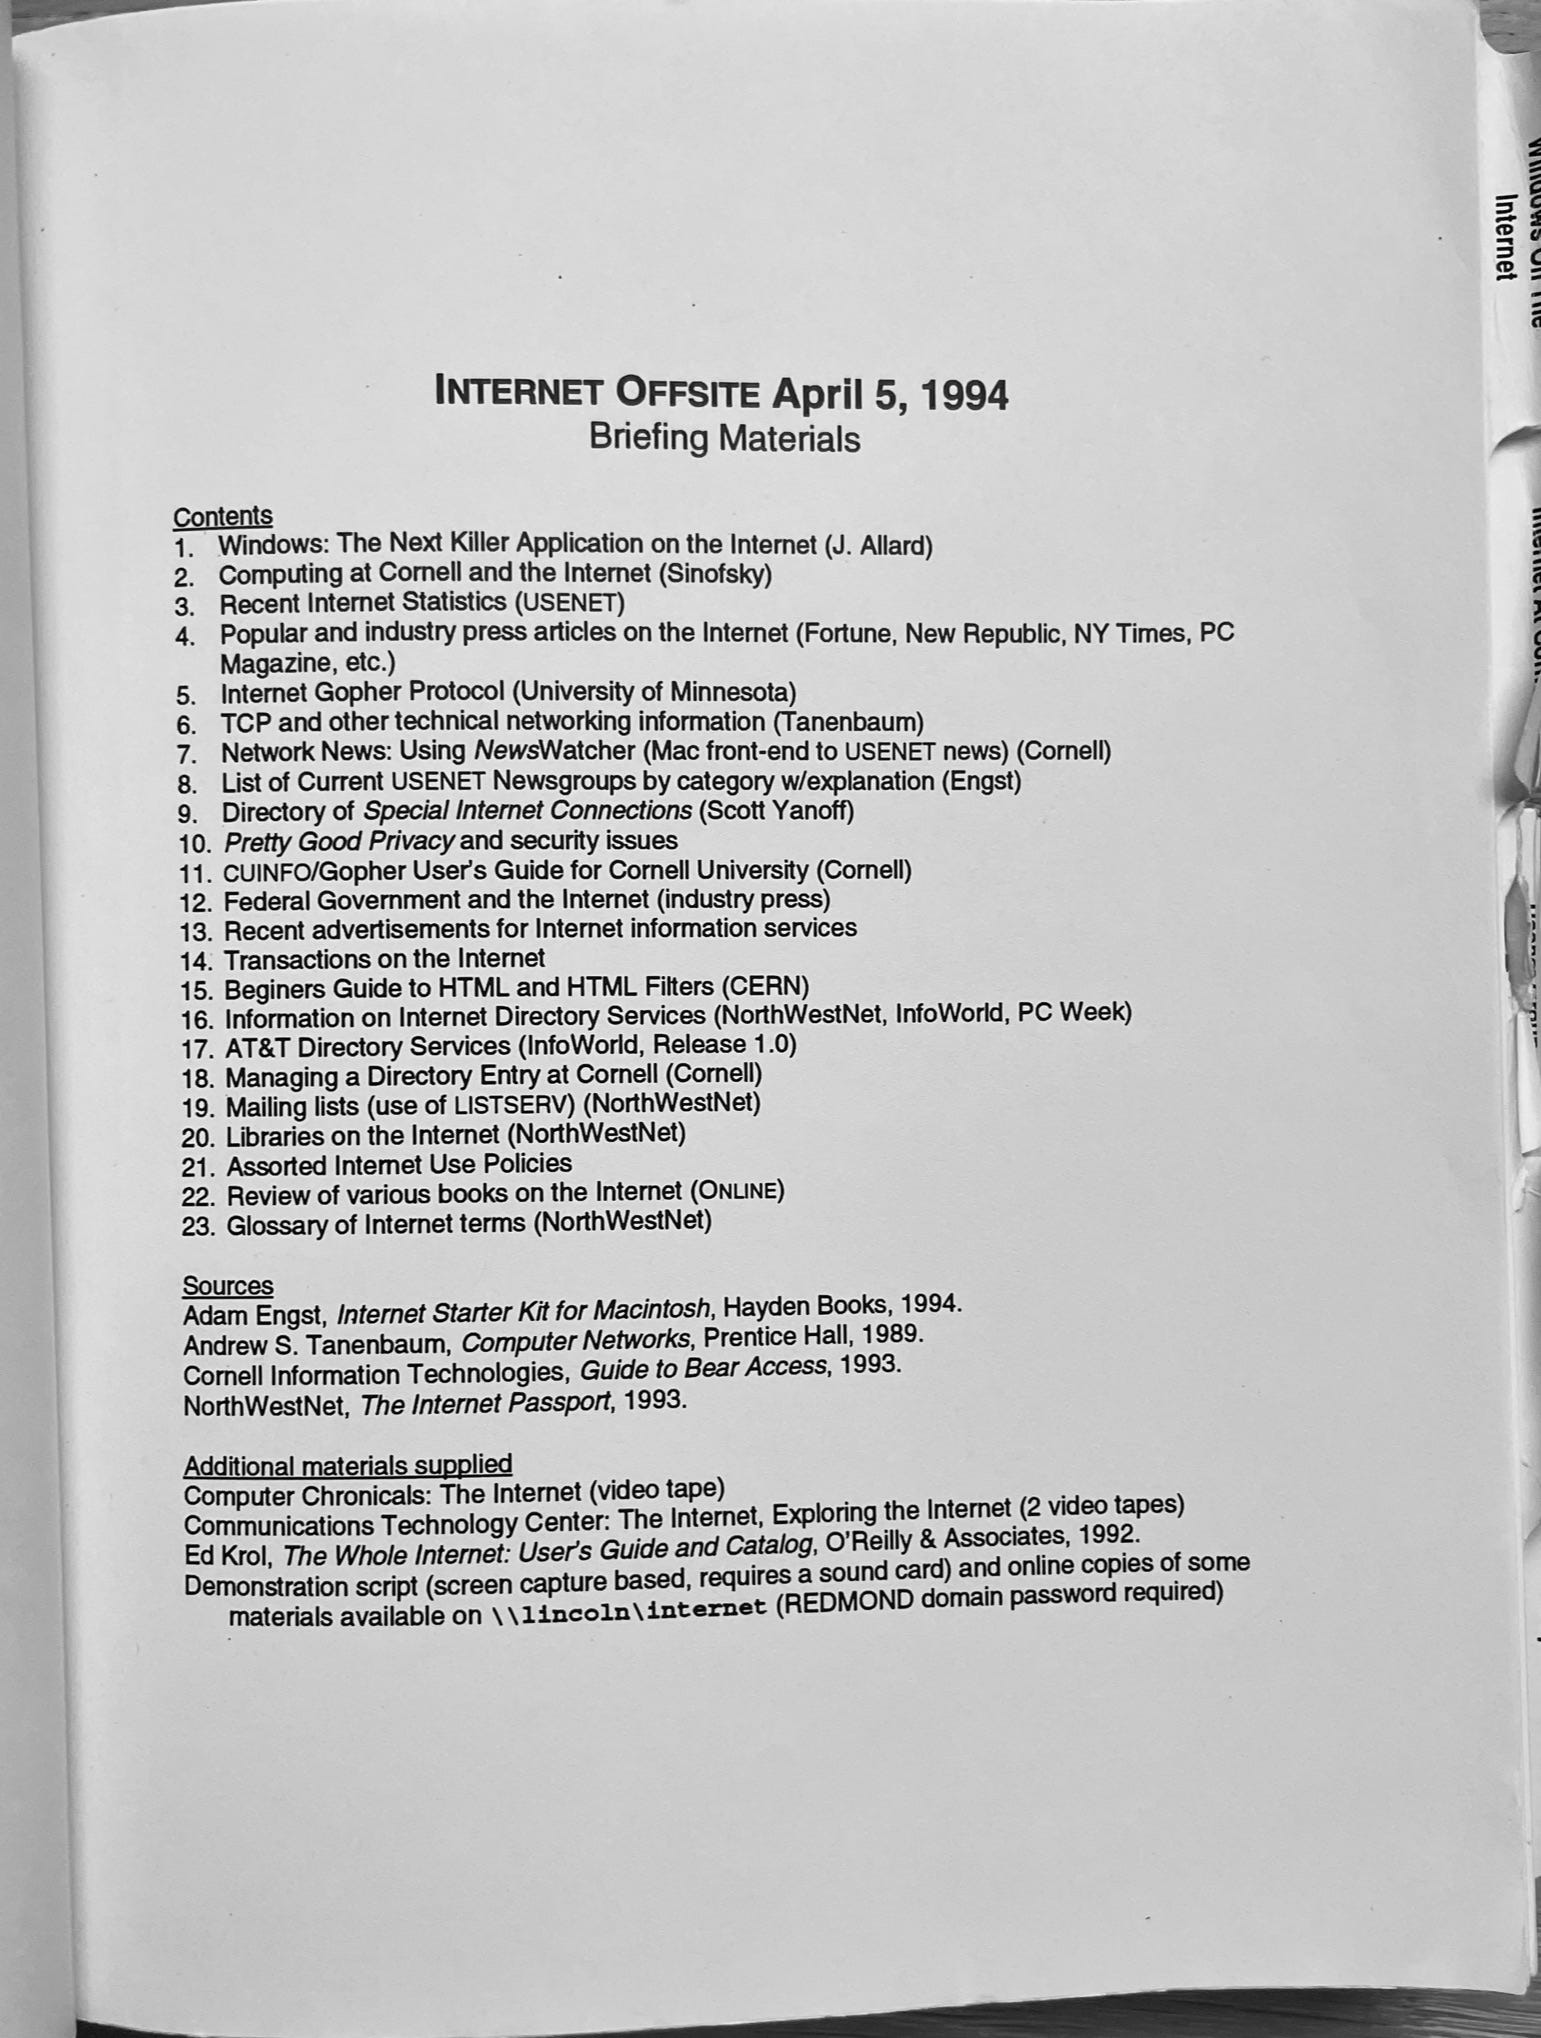 INTERNET OFFSITE April 5, 1994
Briefing Materials
Contents
1. Windows: The Next Killer Application on the Internet (J. Allard)
2. Computing at Cornell and the Internet (Sinofsky)
3. Recent Internet Statistics (USENET)
4. Popular and industry press articles on the Internet (Fortune, New Republic, NY Times, PC
Magazine, etc.)
5. Internet Gopher Protocol (University of Minnesota)
6. TCP and other technical networking information (Tanenbaum)
7. Network News: Using NewsWatcher (Mac front-end to USENET news) (Cornell)
8. List of Current USENET Newsgroups by category w/explanation (Engst)
9. Directory of Special Internet Connections (Scott Yanoff)
10. Pretty Good Privacy and security issues
11. CUINFO/Gopher User's Guide for Cornell University (Cornell)
12. Federal Government and the Internet (industry press)
13. Recent advertisements for Internet information services
14. Transactions on the Internet
15. Beginers Guide to HTML and HTML Filters (CERN)
16. Information on Internet Directory Services (NorthWestNet, InfoWorld, PC Week)
17. AT&T Directory Services (InfoWorld, Release 1.0)
18. Managing a Directory Entry at Cornell (Cornell)
19. Mailing lists (use of LISTSERV) (NorthWestNet)
20. Libraries on the Internet (NorthWestNet)
21. Assorted Internet Use Policies
22. Review of various books on the Internet (ONLINE)
23. Glossary of Internet terms (NorthWestNet)
Sources
Adam Engst, Internet Starter Kit for Macintosh, Hayden Books, 1994.
Andrew S. Tanenbaum, Computer Networks, Prentice Hall, 1989.
Cornell Information Technologies, Guide to Bear Access, 1993.
NorthWestNet, The Internet Passport, 1993.
Additional materials supplied
Computer Chronicals: The Internet (video tape)
Communications Technology Center: The Internet, Exploring the Internet (2 video tapes)
Ed Krol, The Whole Internet: User's Guide and Catalog, O'Reilly & Associates, 1992.
Demonstration script (screen capture based, requires a sound card) and online copies of some
materials available on \\lincoln\internet (REDMOND domain password required)
Windows On The
Internet